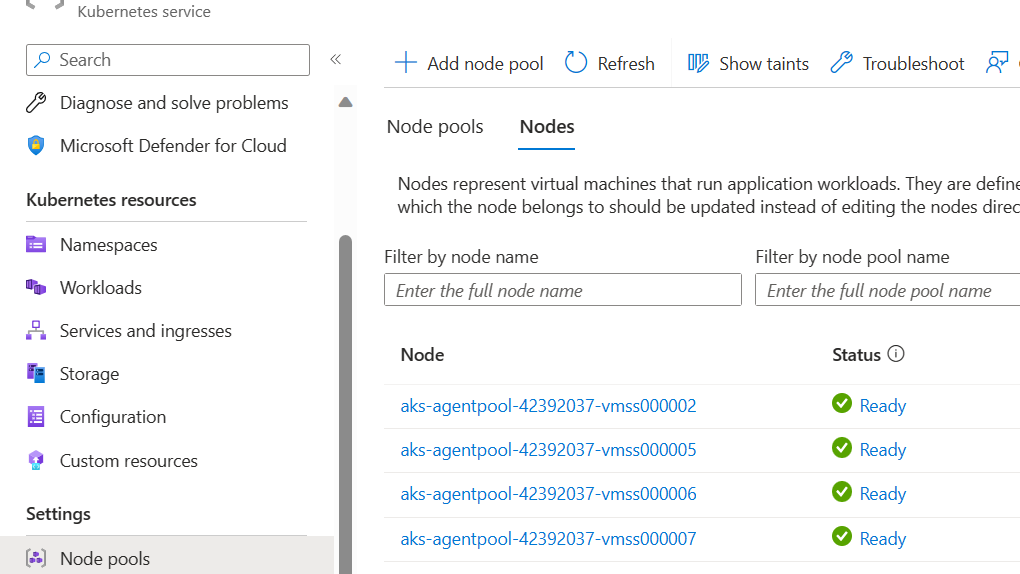 Kubernetes service
Search
«
Diagnose and solve problems
Microsoft Defender for Cloud
Kubernetes resources
Namespaces
Workloads
Services and ingresses
Storage
Configuration
Custom resources
Settings
Node pools
Add node pool
Refresh
Show taints
Troubleshoot
Node pools
Nodes
Nodes represent virtual machines that run application workloads. They are define
which the node belongs to should be updated instead of editing the nodes direc
Filter by node name
Filter by node pool name
Enter the full node name
Enter the full node pool name
Node Status
aks-agentpool-42392037-vmss000002 Ready
aks-agentpool-42392037-vmss000005 Ready
aks-agentpool-42392037-vmss000006 Ready
aks-agentpool-42392037-vmss000007 Ready